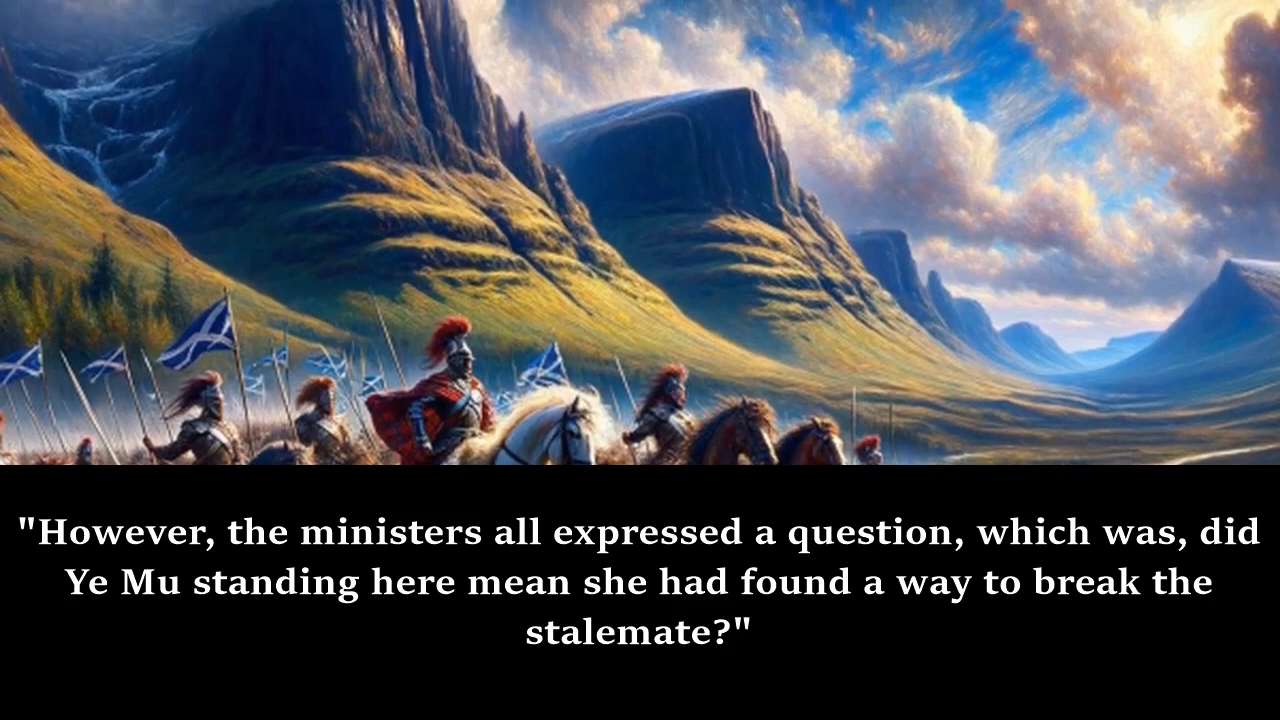 "However, the ministers all expressed a question, which was, did
Ye Mu standing here mean she had found a way to break the
stalemate?"